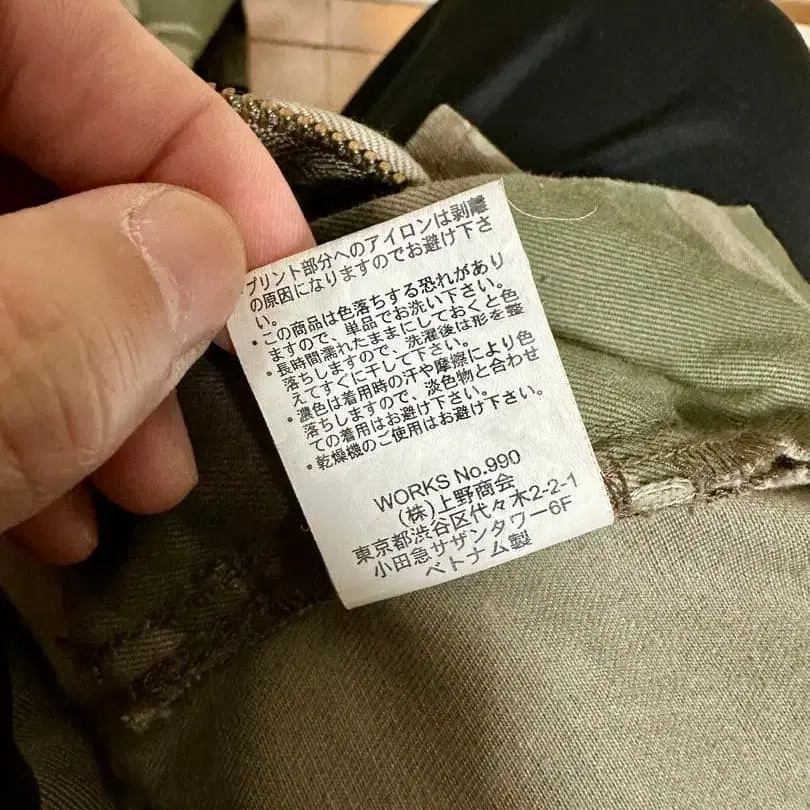 プリント部分へのアイロンは剥離
の原因になりますのでお避け下さ
い。
・この商品は色落ちする恐れがあり
ますので、単品でお洗い下さい。
・長時間濡れたままにしておくと色
落ちしますので、洗濯後は形を整
えてすぐに干して下さい。
・濃色は着用時の汗や摩擦により色
落ちしますので、淡色物と合わせ
ての着用はお避け下さい。
・乾燥機のご使用はお避け下さい。
WORKS No.990
(株)上野商会
東京都渋谷区代々木2-2-1
小田急サザンタワー6F
ベトナム製